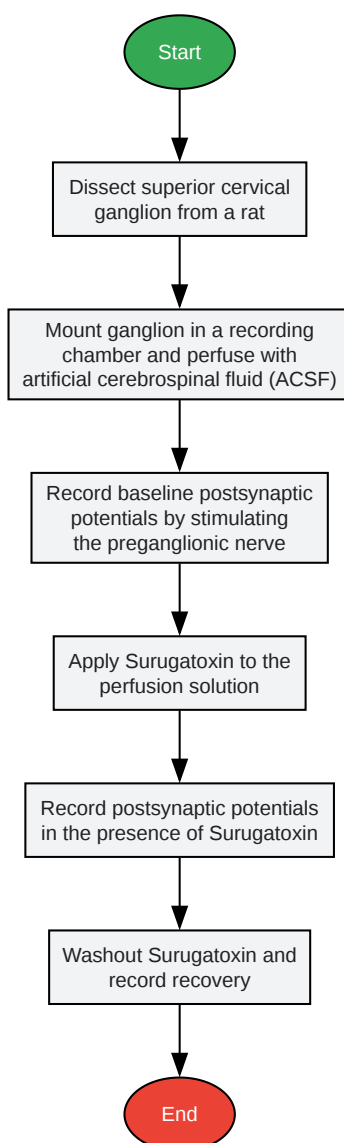 Start
Dissect superior cervical
ganglion from a rat
Mount ganglion in a recording
chamber and perfuse with
artificial cerebrospinal fluid (ACSF)
Record baseline postsynaptic
potentials by stimulating
the preganglionic nerve
Apply Surugatoxin to the
perfusion solution
Record postsynaptic potentials
in the presence of Surugatoxin
Washout Surugatoxin and
record recovery
End